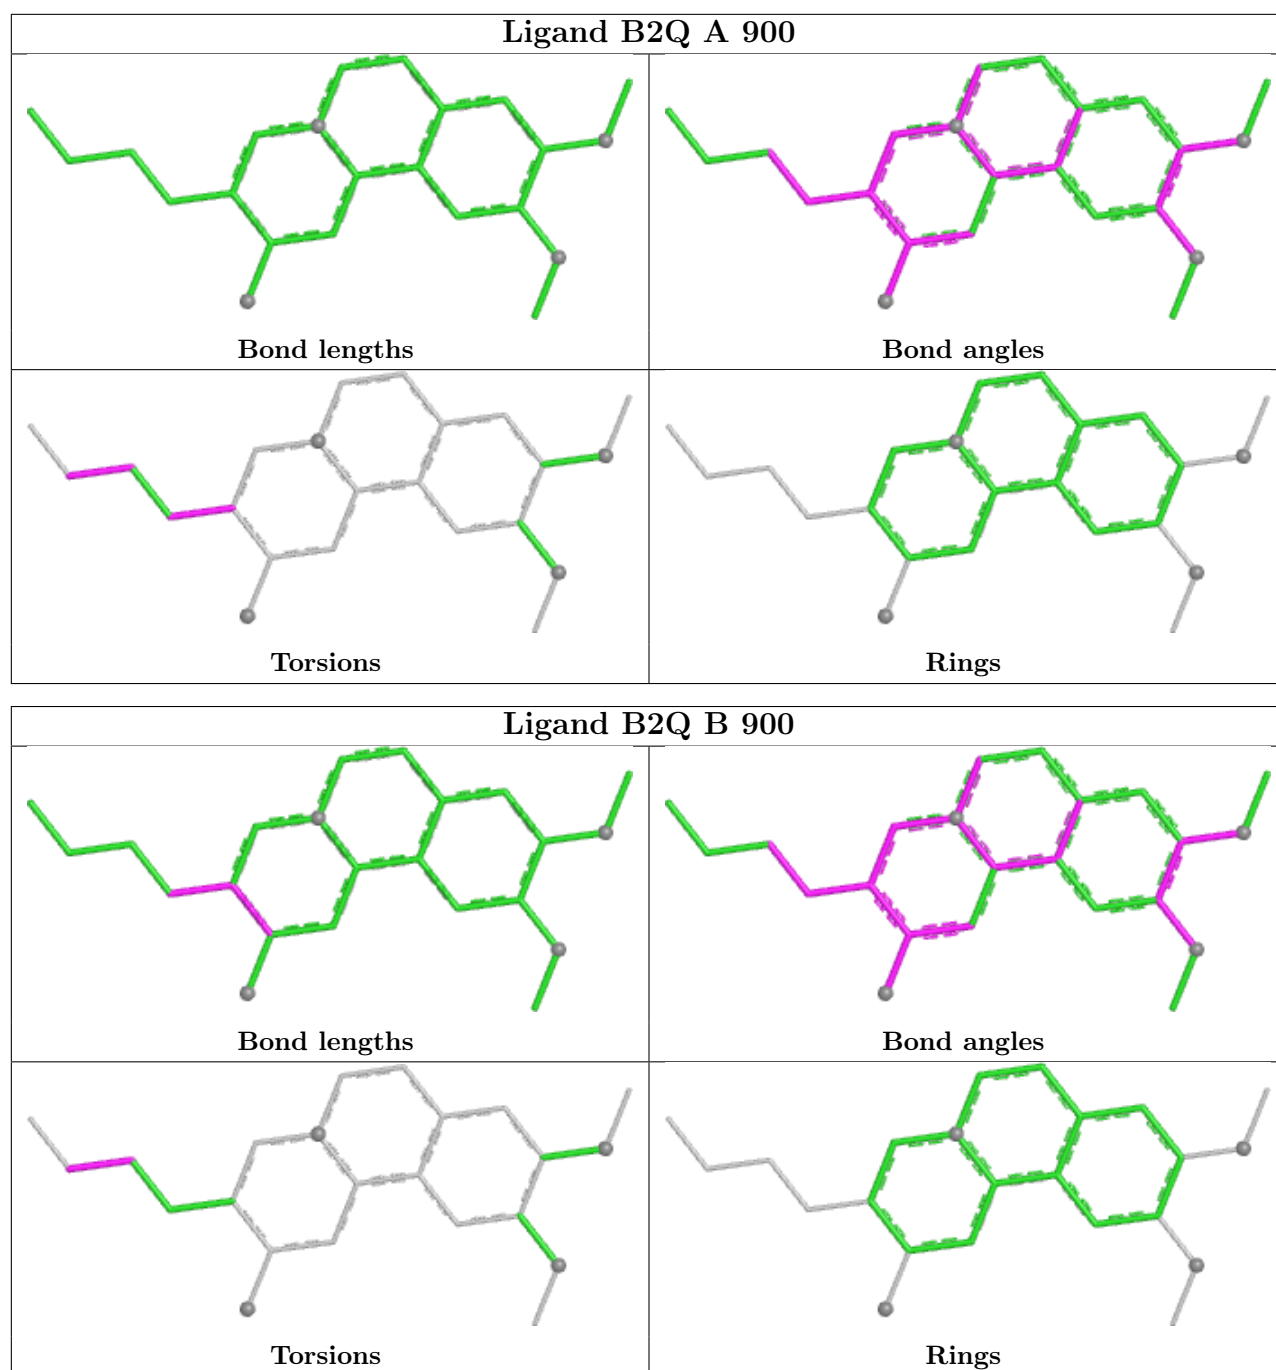 Ligand B2Q A 900
Bond lengths
Bond angles
Torsions
Rings
Ligand B2Q B 900
Bond lengths
Bond angles
Torsions
Rings